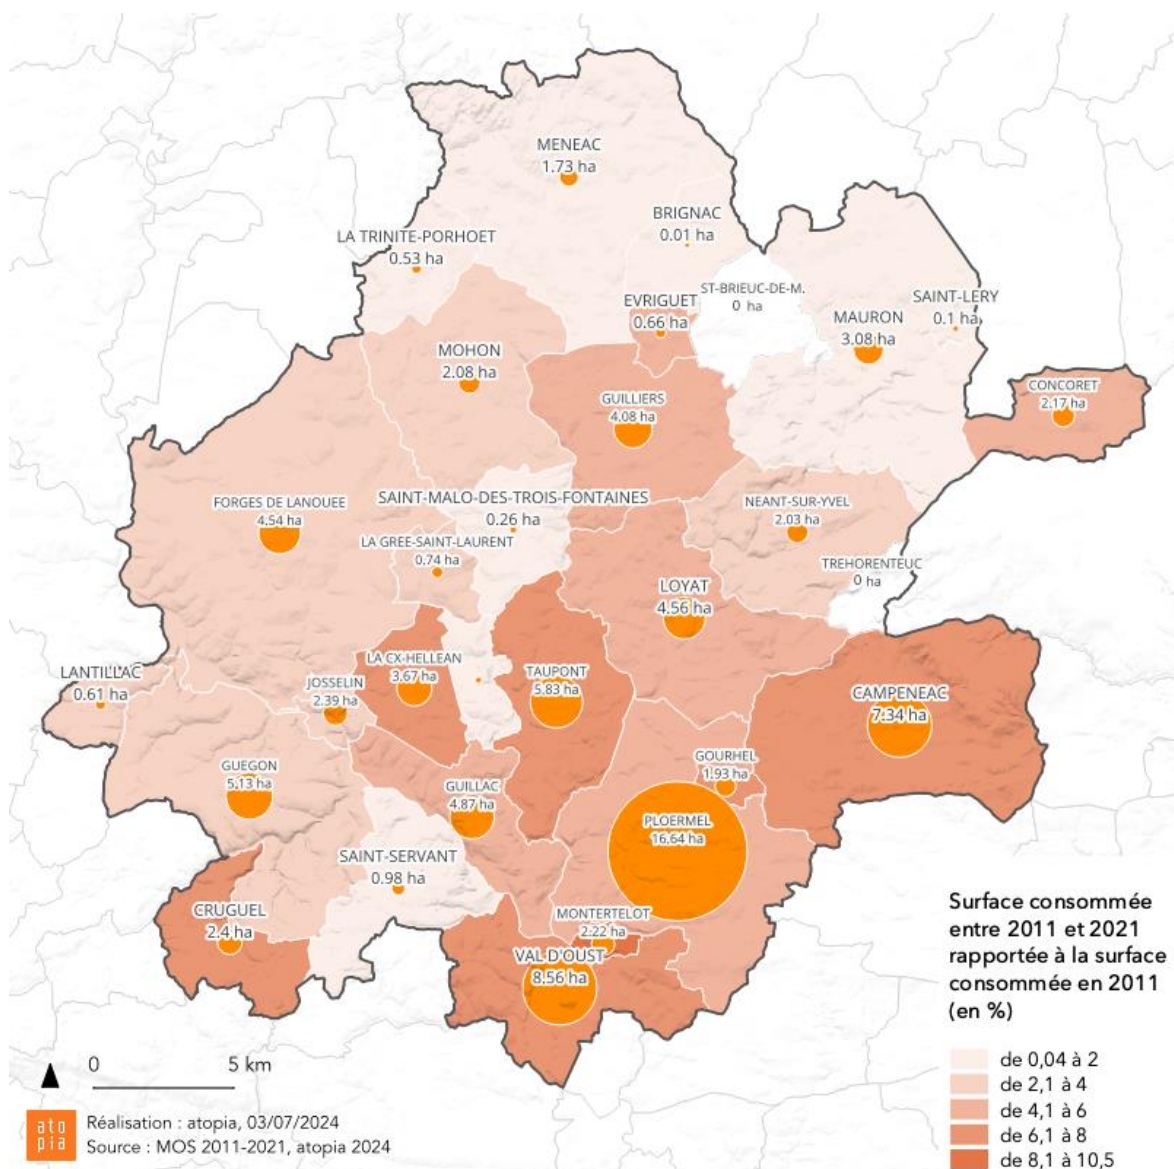 MENEAC
1.73 ha
BRIGNAC
0.01 ha
LA TRINITE-PORHOET
0.53 ha
ST-BRIEUC-DE-M.
0 ha
EVRIGUET
0.66 ha
SAINT-LERY
0.1 ha
MAURON
3.08 ha
MOHON
2.08 ha
CONCORET
2.17 ha
GUILLIERS
4.08 ha
SAINT-MALO-DES-TROIS-FONTAINES
0.26 ha
FORGES DE LANOUEE
4.54 ha
NEANT-SUR-YVEL
2.03 ha
LA GREE-SAINT-LAURENT
0.74 ha
TREHORENTEUC
0 ha
LOYAT
4.56 ha
LANTILLAC
0.61 ha
JOSSELIN
2.39 ha
LA CX-HELLEAN
3.67 ha
TAUPONT
5.83 ha
CAMPENEAC
7.34 ha
GUEGON
5.13 ha
GUILLAC
4.87 ha
GOURHEL
1.93 ha
PLOERMEL
16.64 ha
SAINT-SERVANT
0.98 ha
CRUGUEL
2.4 ha
MONTERTELOT
2.22 ha
VAL D'OUST
8.56 ha
Surface consommée
entre 2011 et 2021
rapportée à la surface
consommée en 2011
(en %)
de 0,04 à 2
de 2,1 à 4
de 4,1 à 6
de 6,1 à 8
de 8,1 à 10,5
0 5 km
ato
pia
Réalisation : atopia, 03/07/2024
Source : MOS 2011-2021, atopia 2024